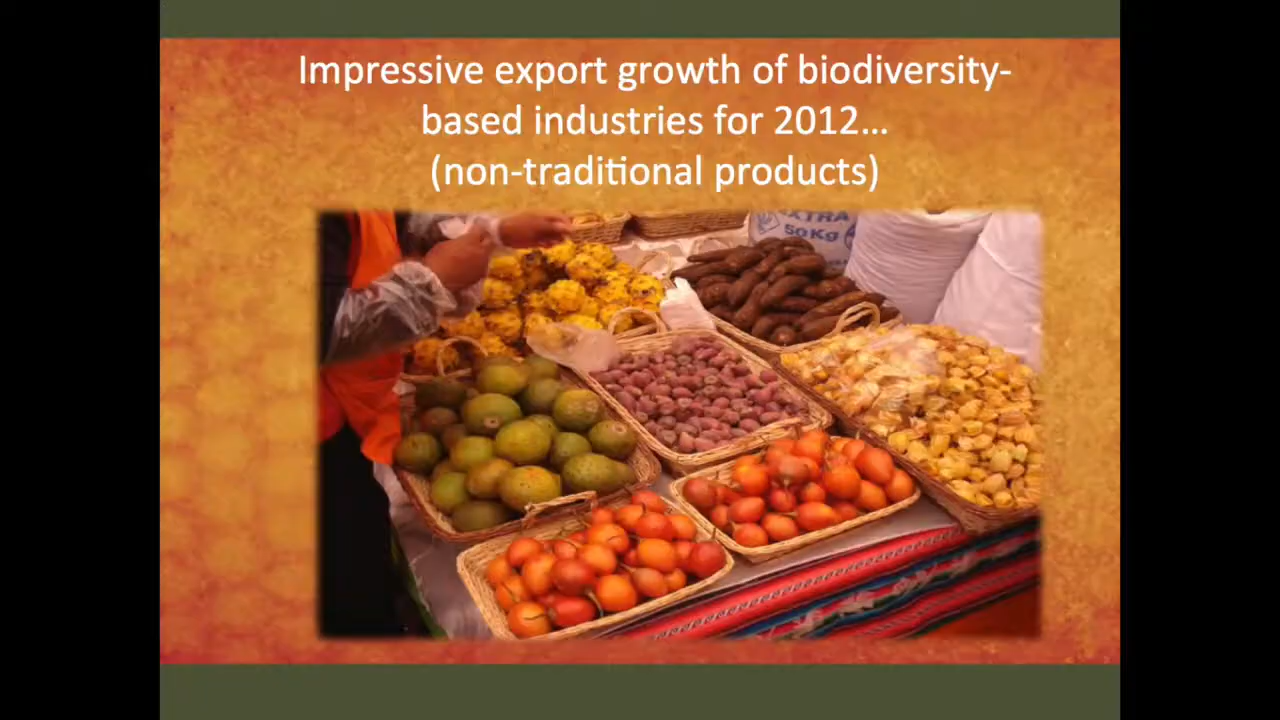 Impressive export growth of biodiversity-
based industries for 2012...
(non-traditional products)
EXTRA
50Kg